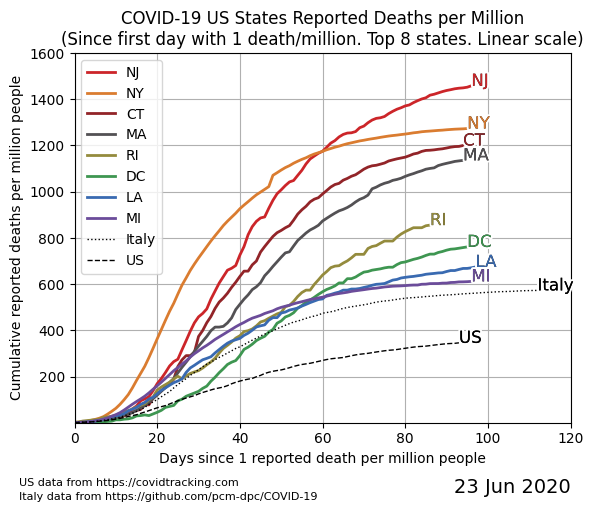 COVID-19 US States Reported Deaths per Million
(Since first day with 1 death/million. Top 8 states. Linear scale)
Cumulative reported deaths per million people
1600
1400
1200
1000
800
600
400
200
NJ
NY
CT
MA
RI
DC
LA
MI
Italy
US
NJ
NY
CT
MA
RI
DC
LA
MI
Italy
US
0
20
40
60
80
100
120
Days since 1 reported death per million people
US data from https://covidtracking.com
Italy data from https://github.com/pcm-dpc/COVID-19
23 Jun 2020